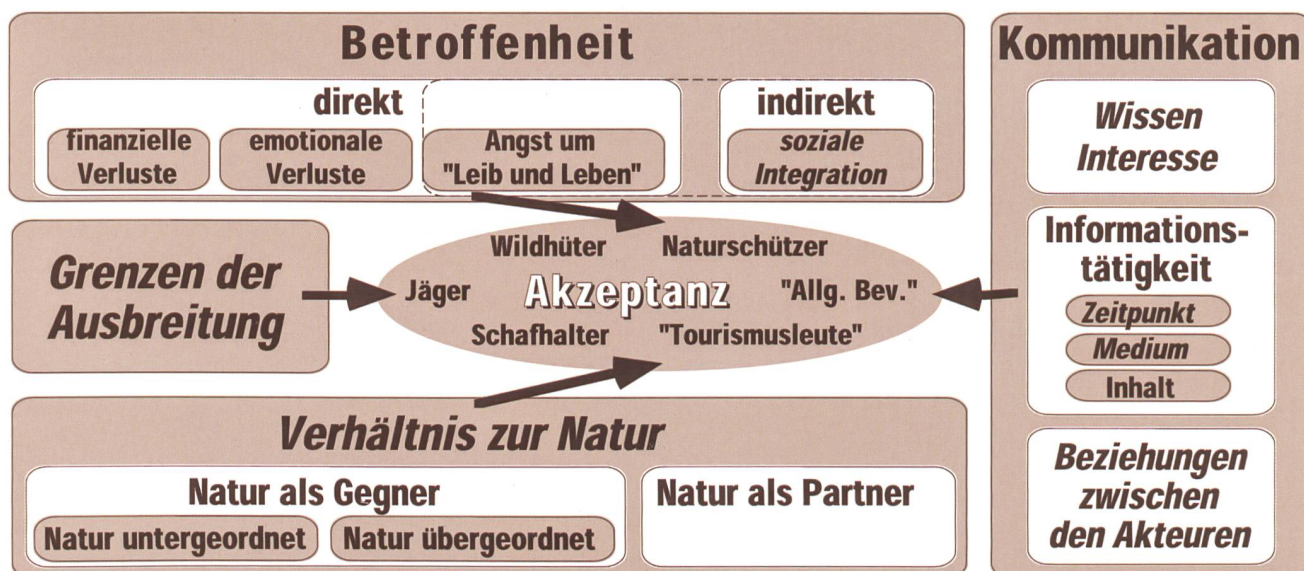 Betroffenheit
direkt
finanzielle
Verluste
emotionale
Verluste
Angst um
"Leib und Leben"
indirekt
soziale
Integration
Grenzen der
Ausbreitung
Wildhüter
Naturschützer
Jäger
Akzeptanz
"Allg. Bev."
Schafhalter
"Tourismusleute"
Verhältnis zur Natur
Natur als Gegner
Natur untergeordnet
Natur übergeordnet
Natur als Partner
Kommunikation
Wissen
Interesse
Informations-
tätigkeit
Zeitpunkt
Medium
Inhalt
Beziehungen
zwischen
den Akteuren